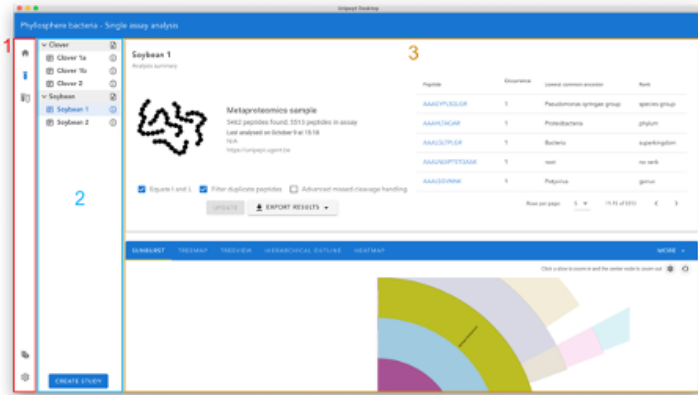 Unipept Desktop
Phyllosphere bacteria - Single assay analysis
1
Clover
Clover 1a
Clover 1b
Clover 2
Soybean
Soybean 1
Soybean 2
2
CREATE STUDY
3
Soybean 1
Analysis summary
Metaproteomics sample
5462 peptides found, 5513 peptides in assay
Last analysed on October 9 at 15:18
N/A
https://unipept.ugent.be
Equate I and L
Filter duplicate peptides
Advanced missed cleavage handling
UPDATE
EXPORT RESULTS
Peptide Occurrence Lowest common ancestor Rank
1 Pseudomonas syringae group species group
1 Proteobacteria phylum
1 Bacteria superkingdom
1 root no rank
1 Potyvirus genus
Rows per page: 5
SUNBURST TREEMAP TREEVIEW HIERARCHICAL OUTLINE HEATMAP MORE
Click a slice to zoom in and the center node to zoom out